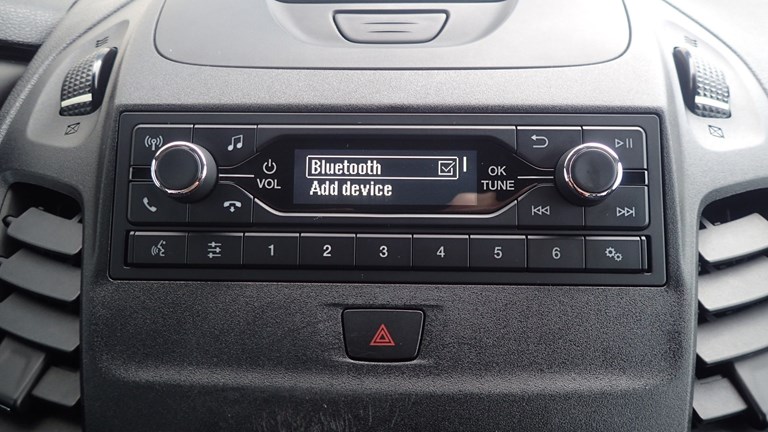 Bluetooth
Add device
VOL
OK
TUNE
1 2 3 4 5 6